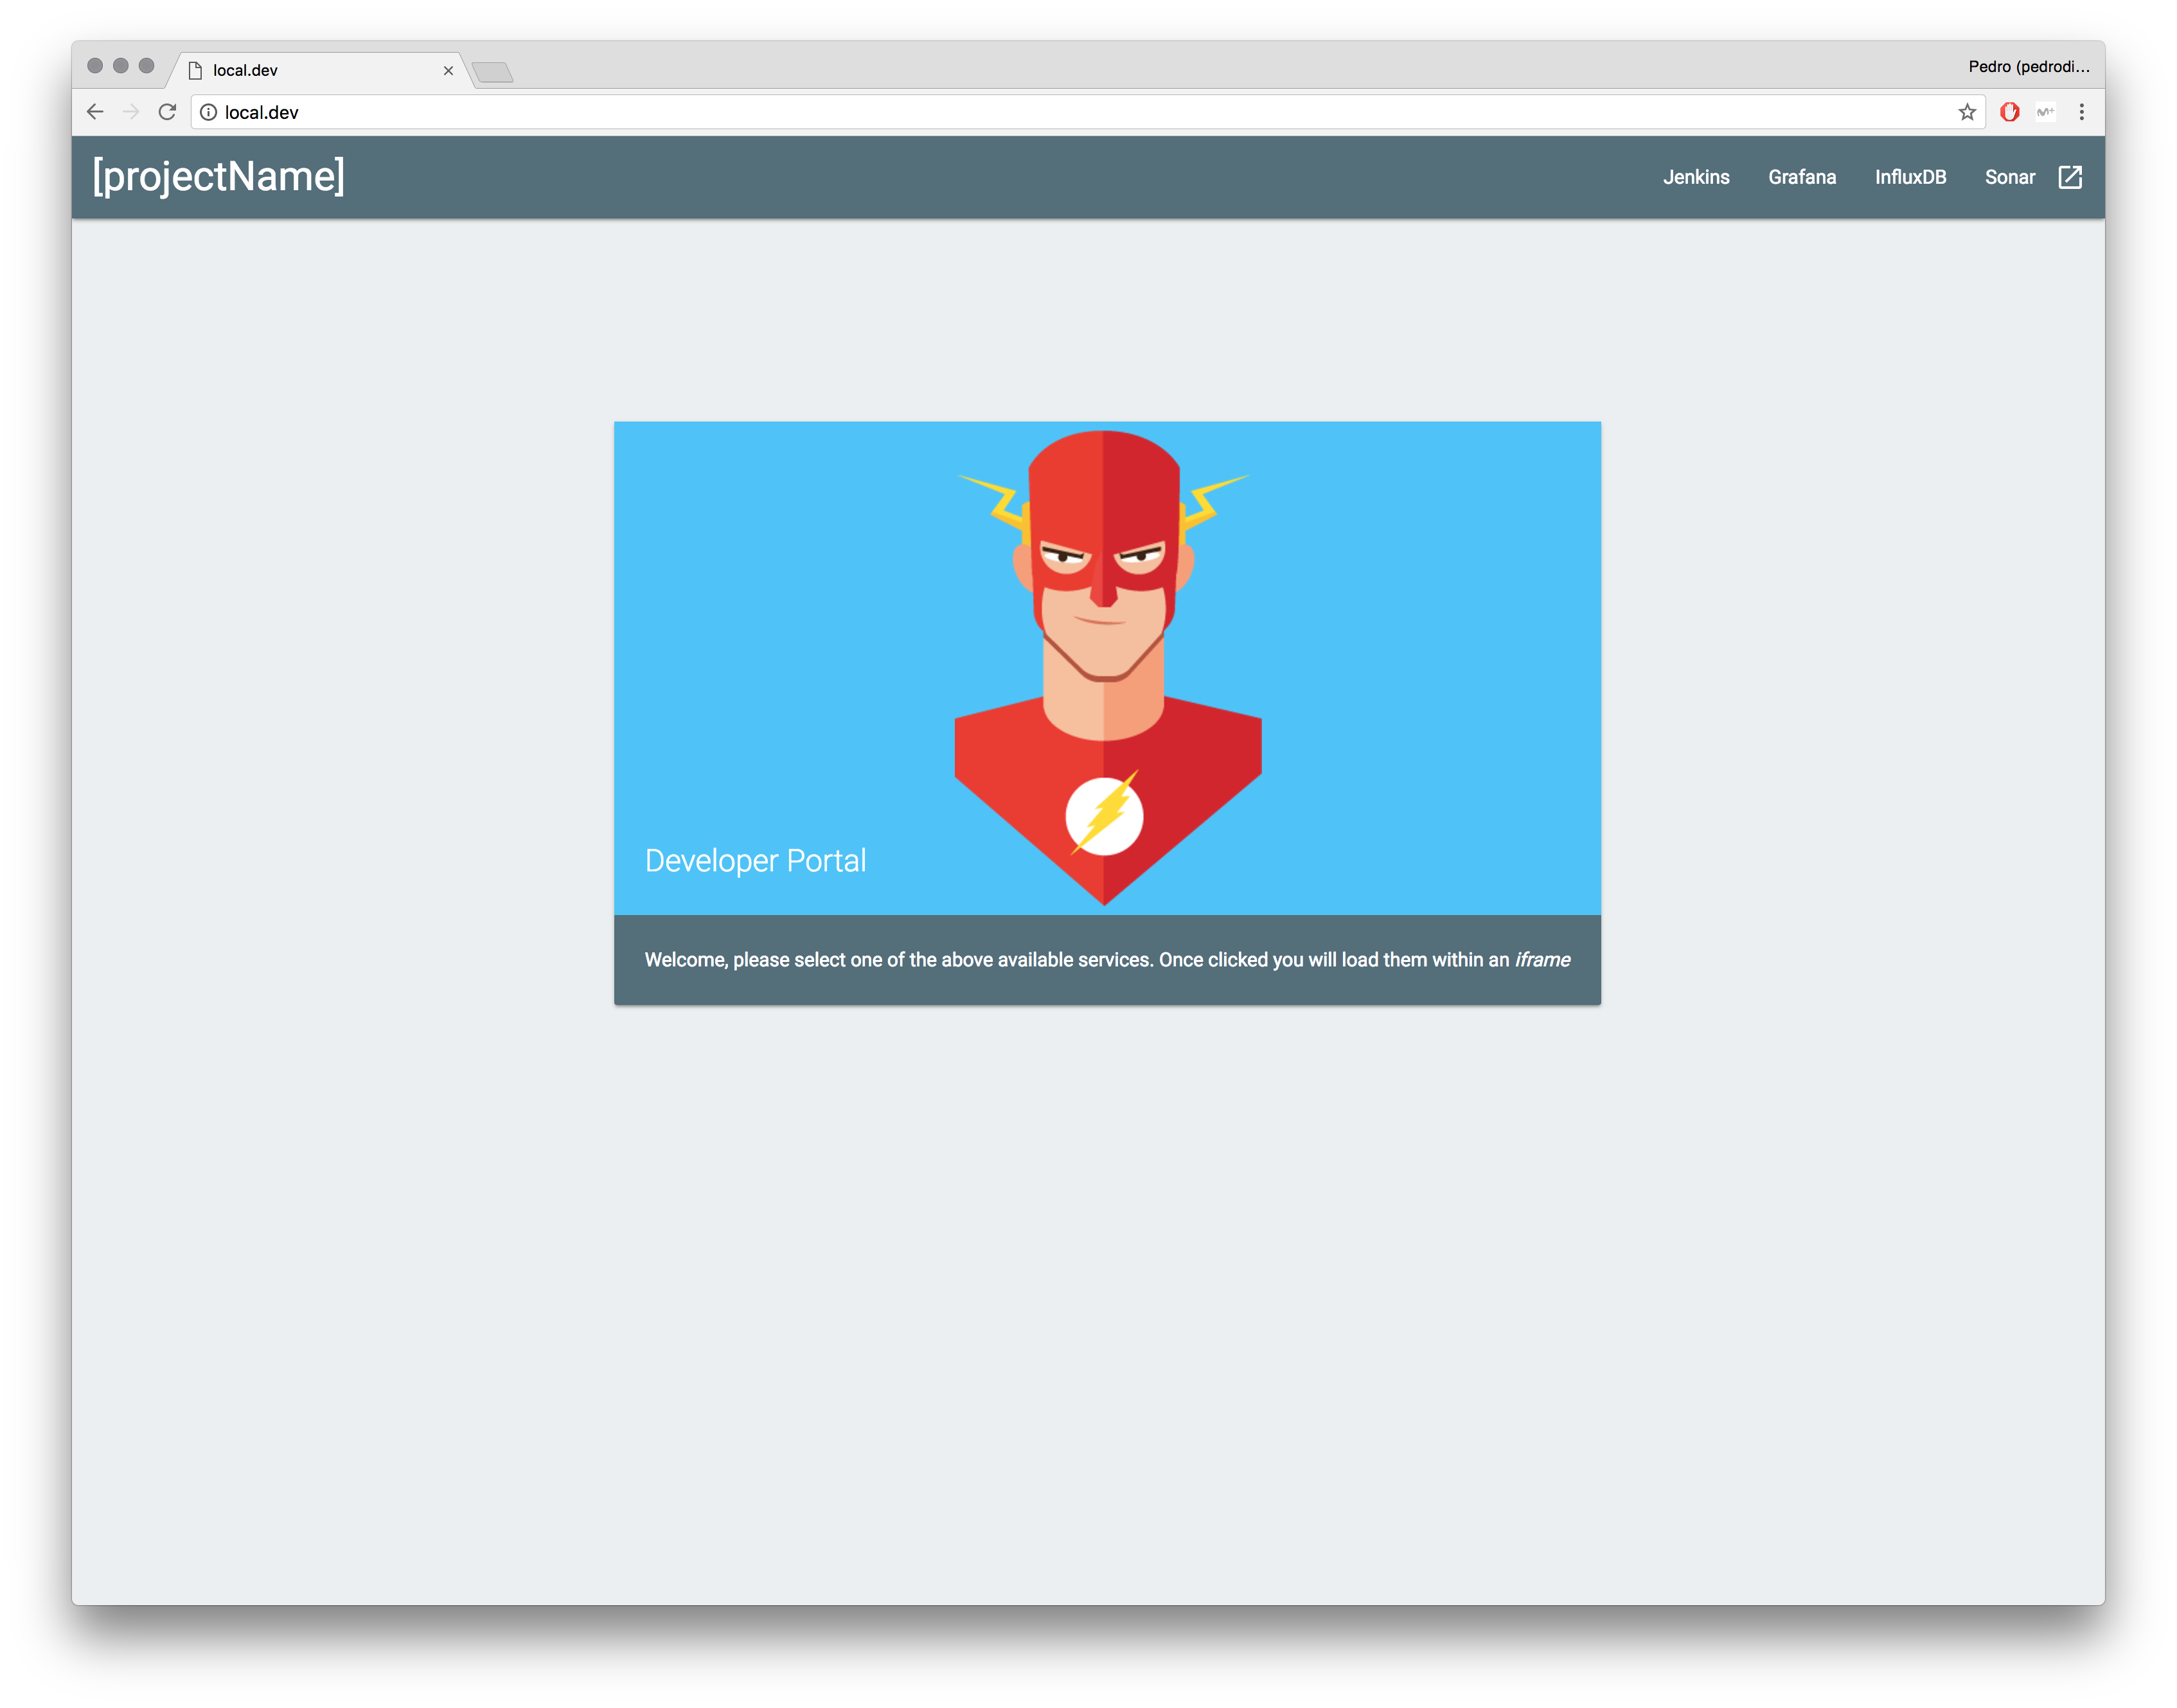 local.dev
Pedro (pedrodi...
local.dev
[projectName]
Jenkins Grafana InfluxDB Sonar
Developer Portal
Welcome, please select one of the above available services. Once clicked you will load them within an iframe